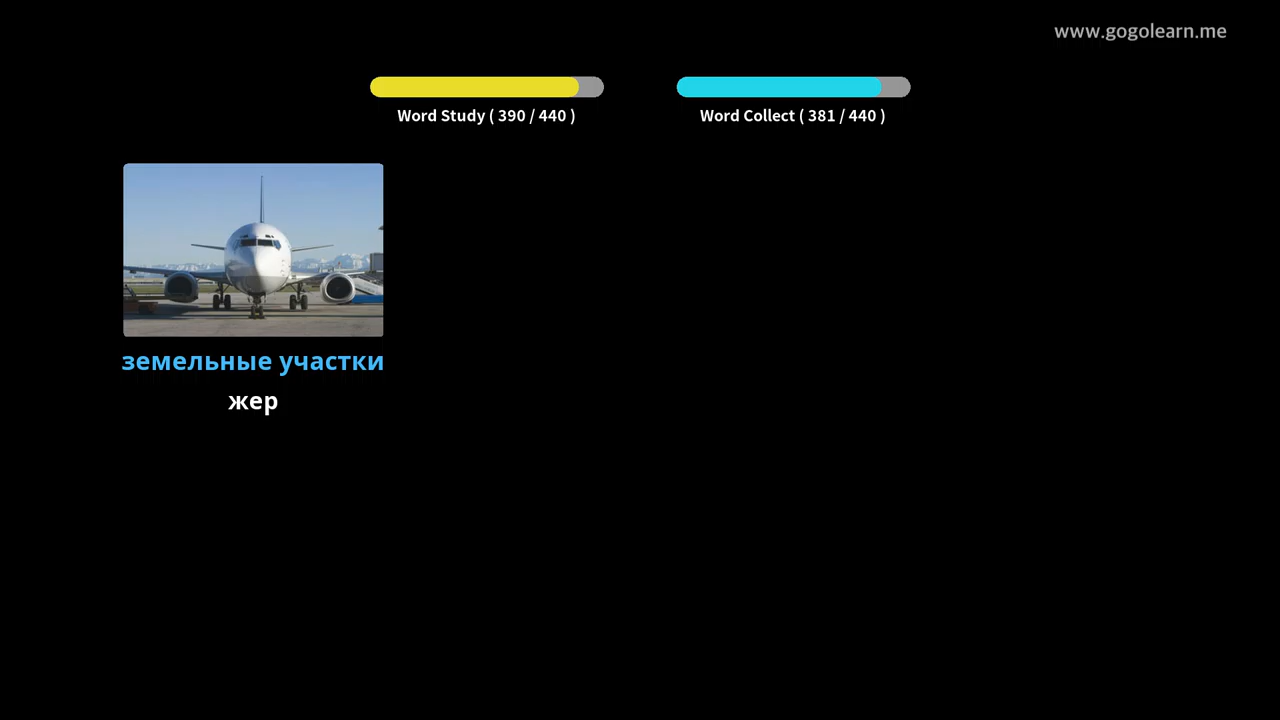 www.gogolearn.me
Word Study ( 390 / 440 )
Word Collect ( 381 / 440 )
земельные участки
жер